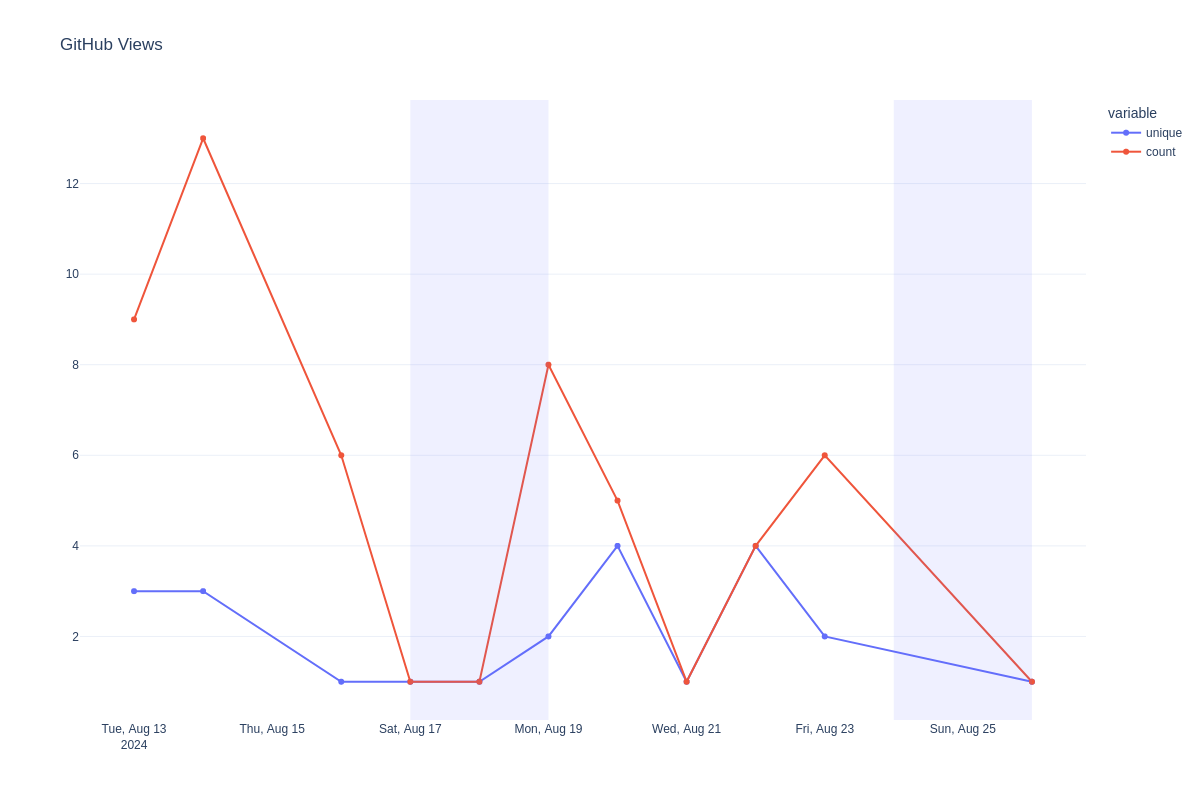 GitHub Views
variable
unique
count
12
10
8
6
4
2
Tue, Aug 13
2024
Thu, Aug 15
Sat, Aug 17
Mon, Aug 19
Wed, Aug 21
Fri, Aug 23
Sun, Aug 25